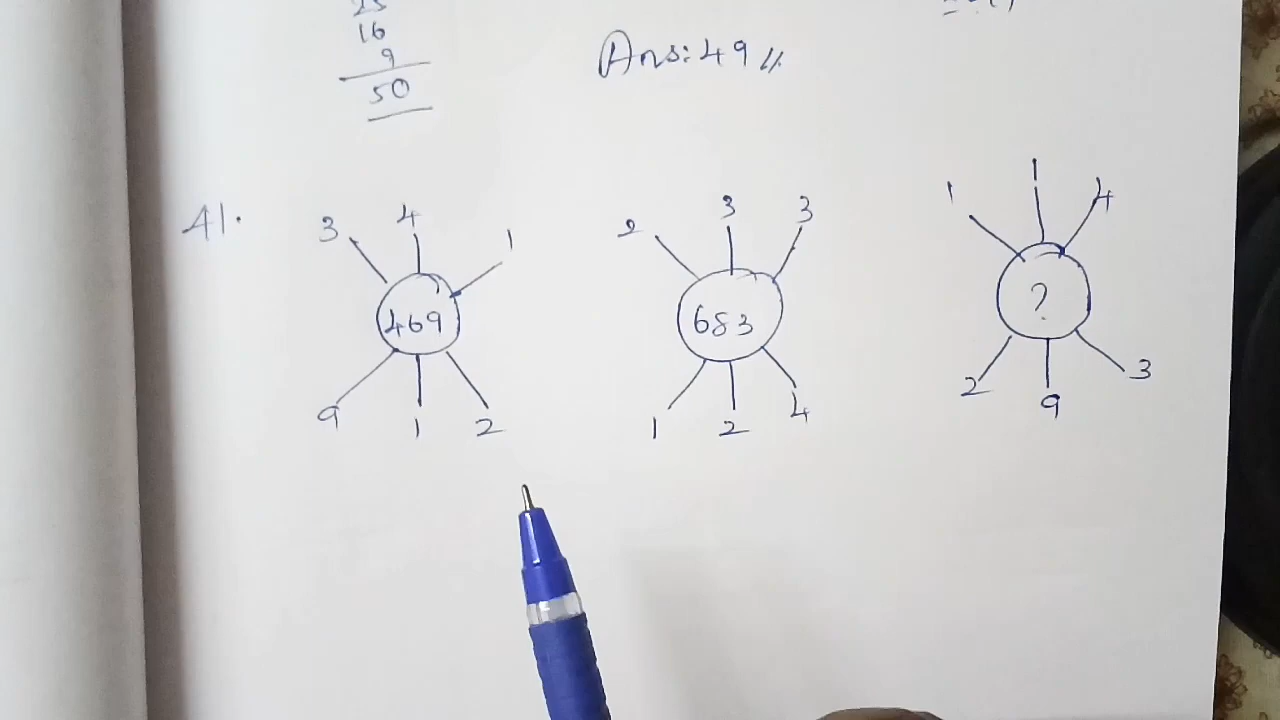 16
9
50
Ans: 49 //
41.
3 4 1
469
9 1 2
2 3 3
683
1 2 4
1 1 4
?
2 9 3